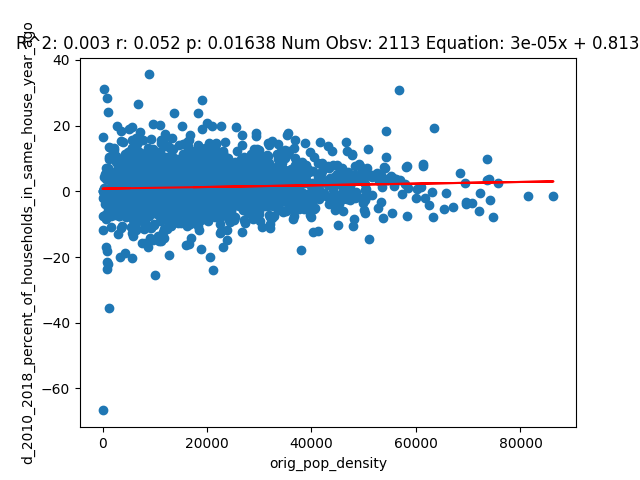 R^2: 0.003 r: 0.052 p: 0.01638 Num Obsv: 2113 Equation: 3e-05x + 0.813
d_2010_2018_percent_of_households_in_same_house_year_ago
40
20
0
−20
−40
−60
0 20000 40000 60000 80000
orig_pop_density